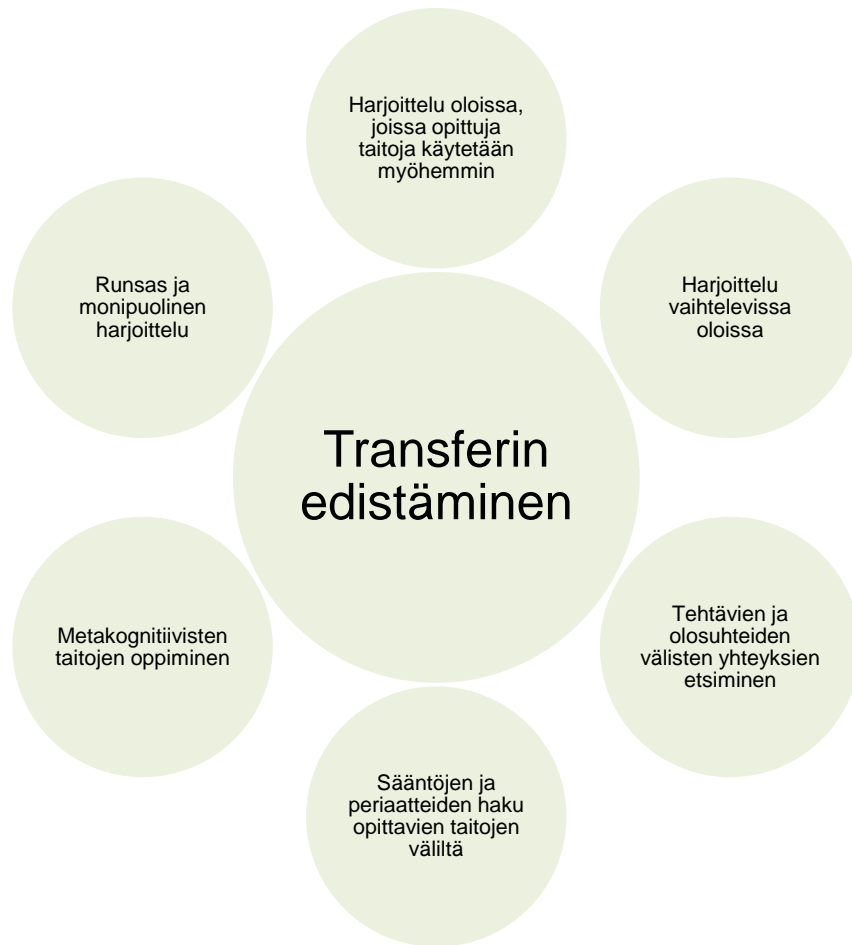 Harjoittelu oloissa,
joissa opittuja
taitoja käytetään
myöhemmin
Runsas ja
monipuolinen
harjoittelu
Harjoittelu
vaihtelevissa
oloissa
Transferin
edistäminen
Metakognitiivisten
taitojen oppiminen
Tehtävien ja
olosuhteiden
välisten yhteyksien
etsiminen
Sääntöjen ja
periaatteiden haku
opittavien taitojen
väliltä